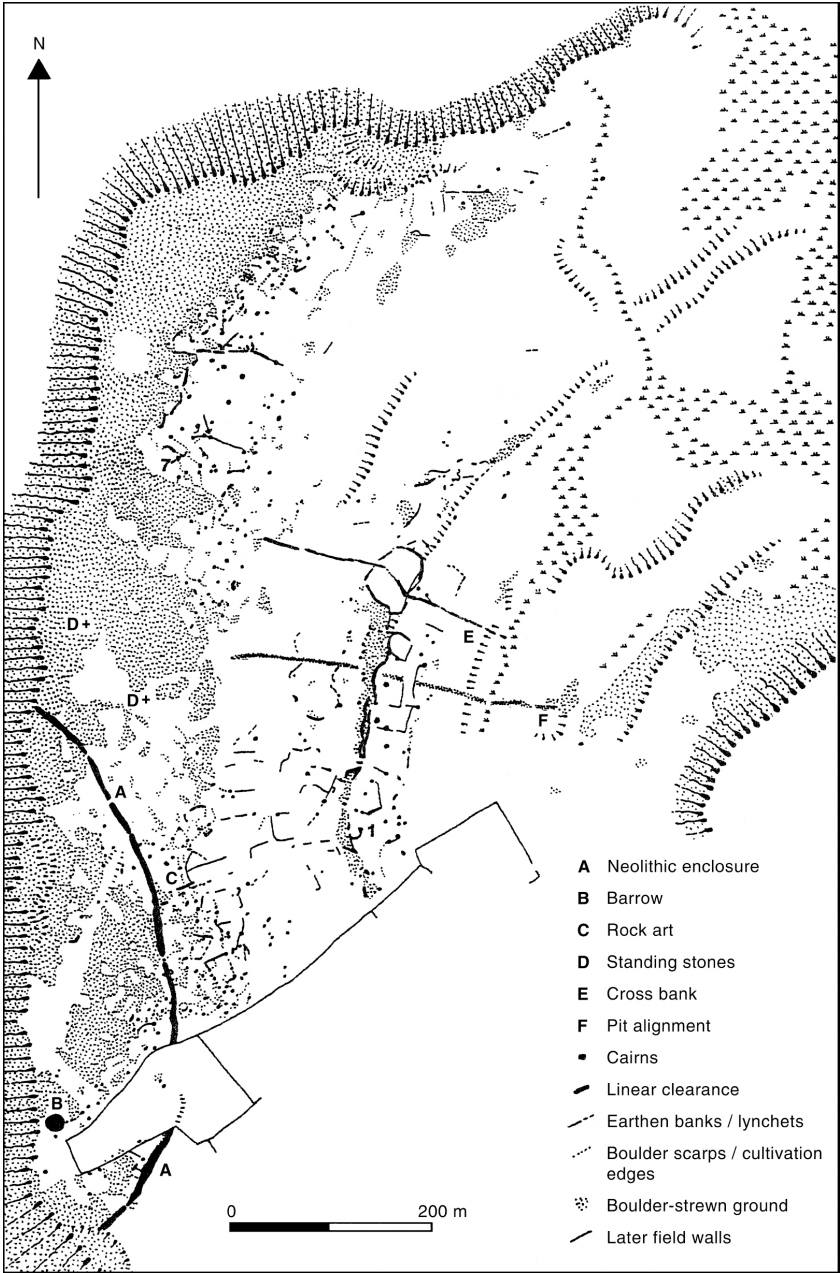 N
D+
E
D+
F
A
1
C
A Neolithic enclosure
B Barrow
C Rock art
D Standing stones
E Cross bank
F Pit alignment
Cairns
Linear clearance
B
Earthen banks / lynchets
Boulder scarps / cultivation
edges
A
Boulder-strewn ground
0 200 m
Later field walls